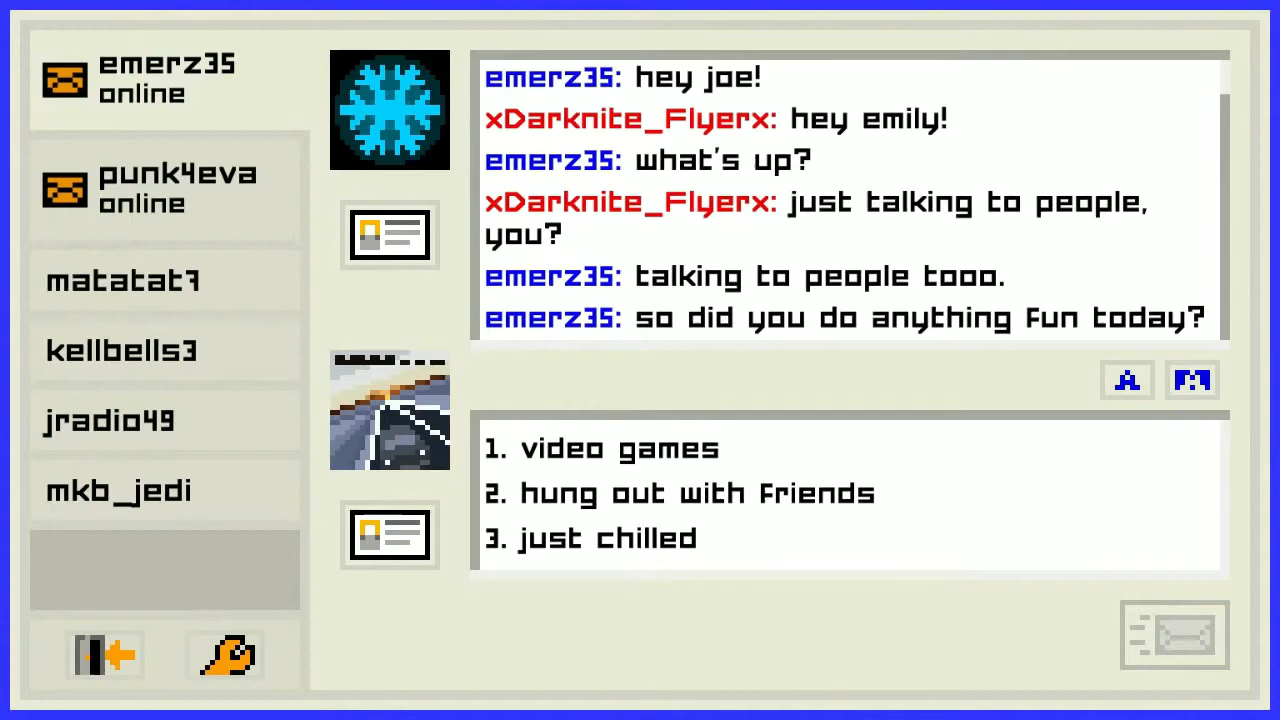 emerz35
online
punk4eva
online
matatat7
kellbells3
jradio49
mkb_jedi
emerz35: hey joe!
xDarknite_Flyerx: hey emily!
emerz35: what's up?
xDarknite_Flyerx: just talking to people,
you?
emerz35: talking to people tooo.
emerz35: so did you do anything fun today?
A
1. video games
2. hung out with friends
3. just chilled